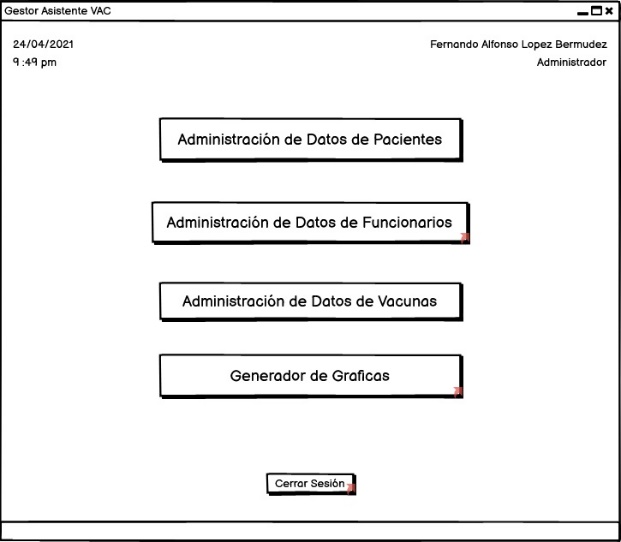 Gestor Asistente VAC
24/04/2021
Fernando Alfonso Lopez Bermudez
9:49 pm
Administrador
Administración de Datos de Pacientes
Administración de Datos de Funcionarios
Administración de Datos de Vacunas
Generador de Graficas
Cerrar Sesión